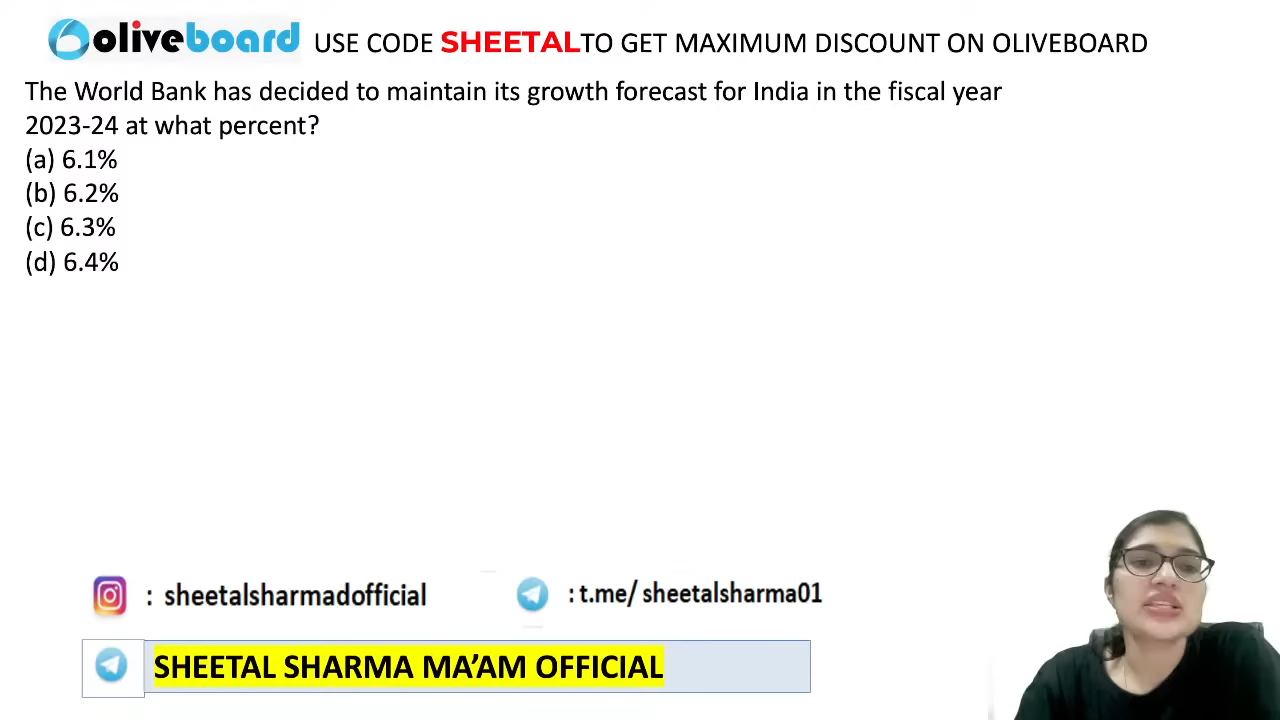 oliveboard USE CODE SHEETAL TO GET MAXIMUM DISCOUNT ON OLIVEBOARD
The World Bank has decided to maintain its growth forecast for India in the fiscal year
2023-24 at what percent?
(a) 6.1%
(b) 6.2%
(c) 6.3%
(d) 6.4%
: sheetalsharmadofficial : t.me/ sheetalsharma01
SHEETAL SHARMA MA’AM OFFICIAL